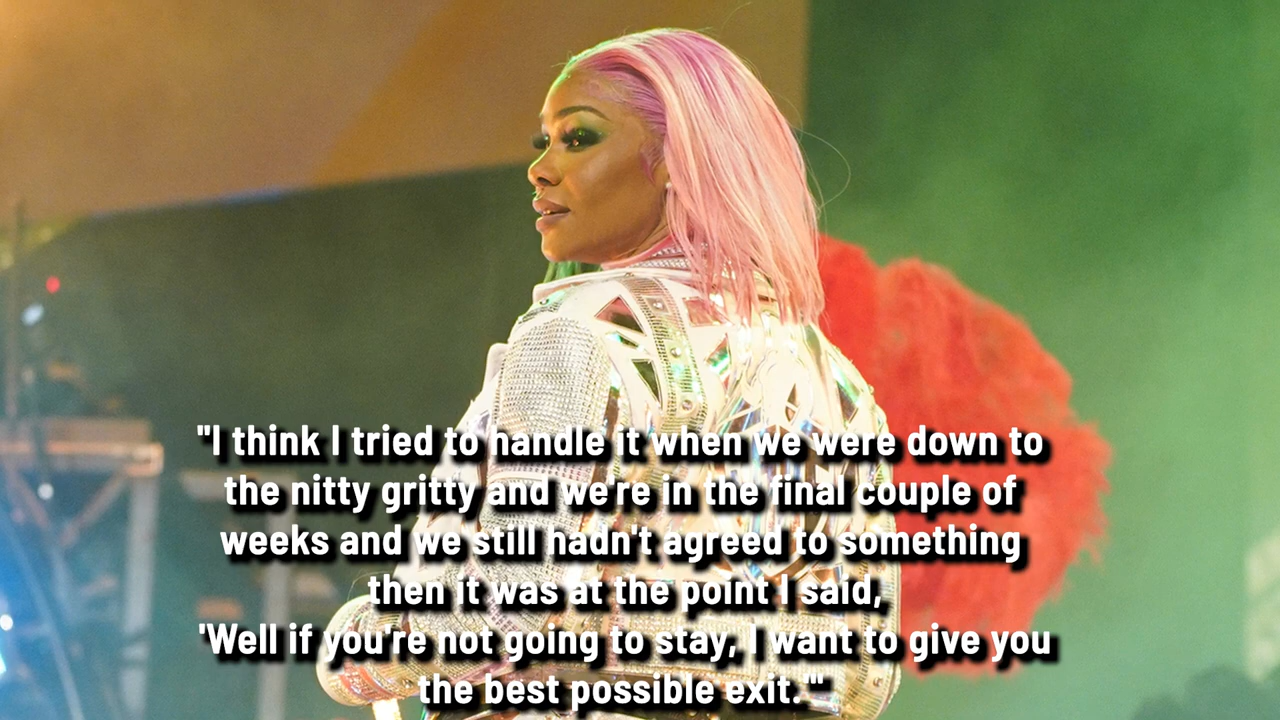 "I think I tried to handle it when we were down to
the nitty gritty and we're in the final couple of
weeks and we still hadn't agreed to something
then it was at the point I said,
'Well if you're not going to stay, I want to give you
the best possible exit.'"